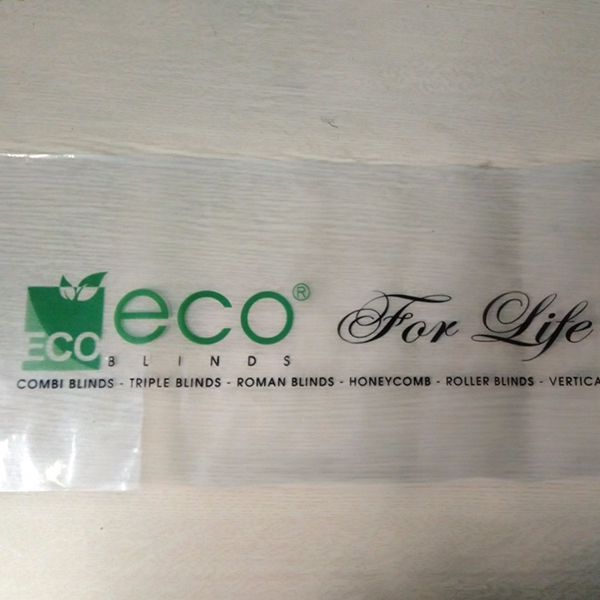 ECO eco® For Life
BLINDS
COMBI BLINDS - TRIPLE BLINDS - ROMAN BLINDS - HONEYCOMB - ROLLER BLINDS - VERTICA